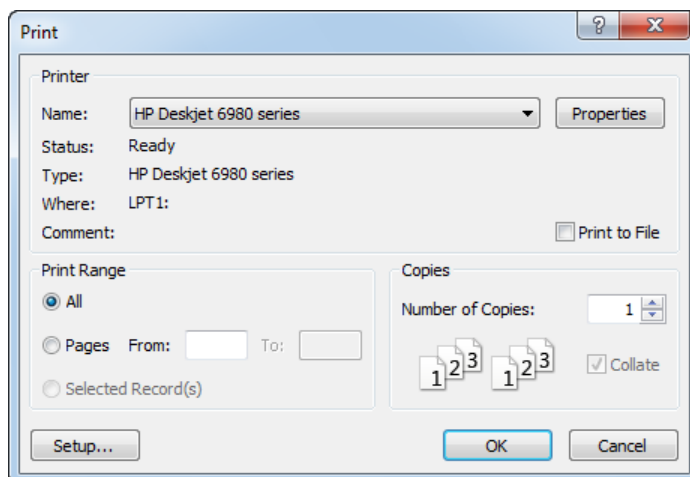 Print
Printer
Name: HP Deskjet 6980 series Properties
Status: Ready
Type: HP Deskjet 6980 series
Where: LPT1:
Comment: Print to File
Print Range
All
Pages From: To:
Selected Record(s)
Copies
Number of Copies: 1
1 2 3 1 2 3
Collate
Setup... OK Cancel